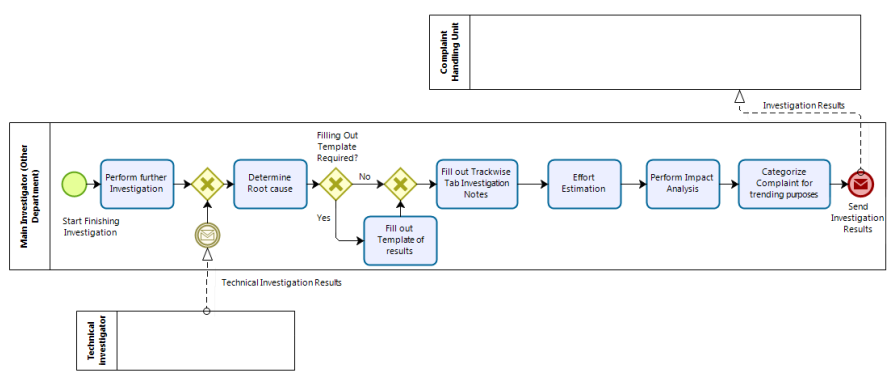 Complaint
Handling Unit
Investigation Results
Main Investigator (Other
Department)
Filling Out
Template
Required?
Perform further
Investigation
Determine
Root cause
No
Fill out Trackwise
Tab Investigation
Notes
Effort
Estimation
Perform Impact
Analysis
Categorize
Complaint for
trending purposes
Start Finishing
Investigation
Yes
Fill out
Template of
results
Send
Investigation
Results
Technical Investigation Results
Technical
investigator